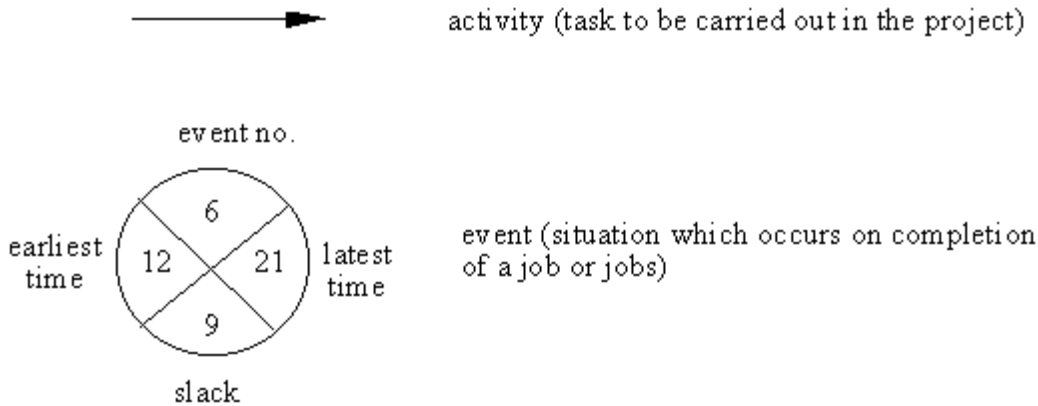 activity (task to be carried out in the project)
event no.
6
earliest
time
12
21
latest
time
event (situation which occurs on completion
of a job or jobs)
9
slack